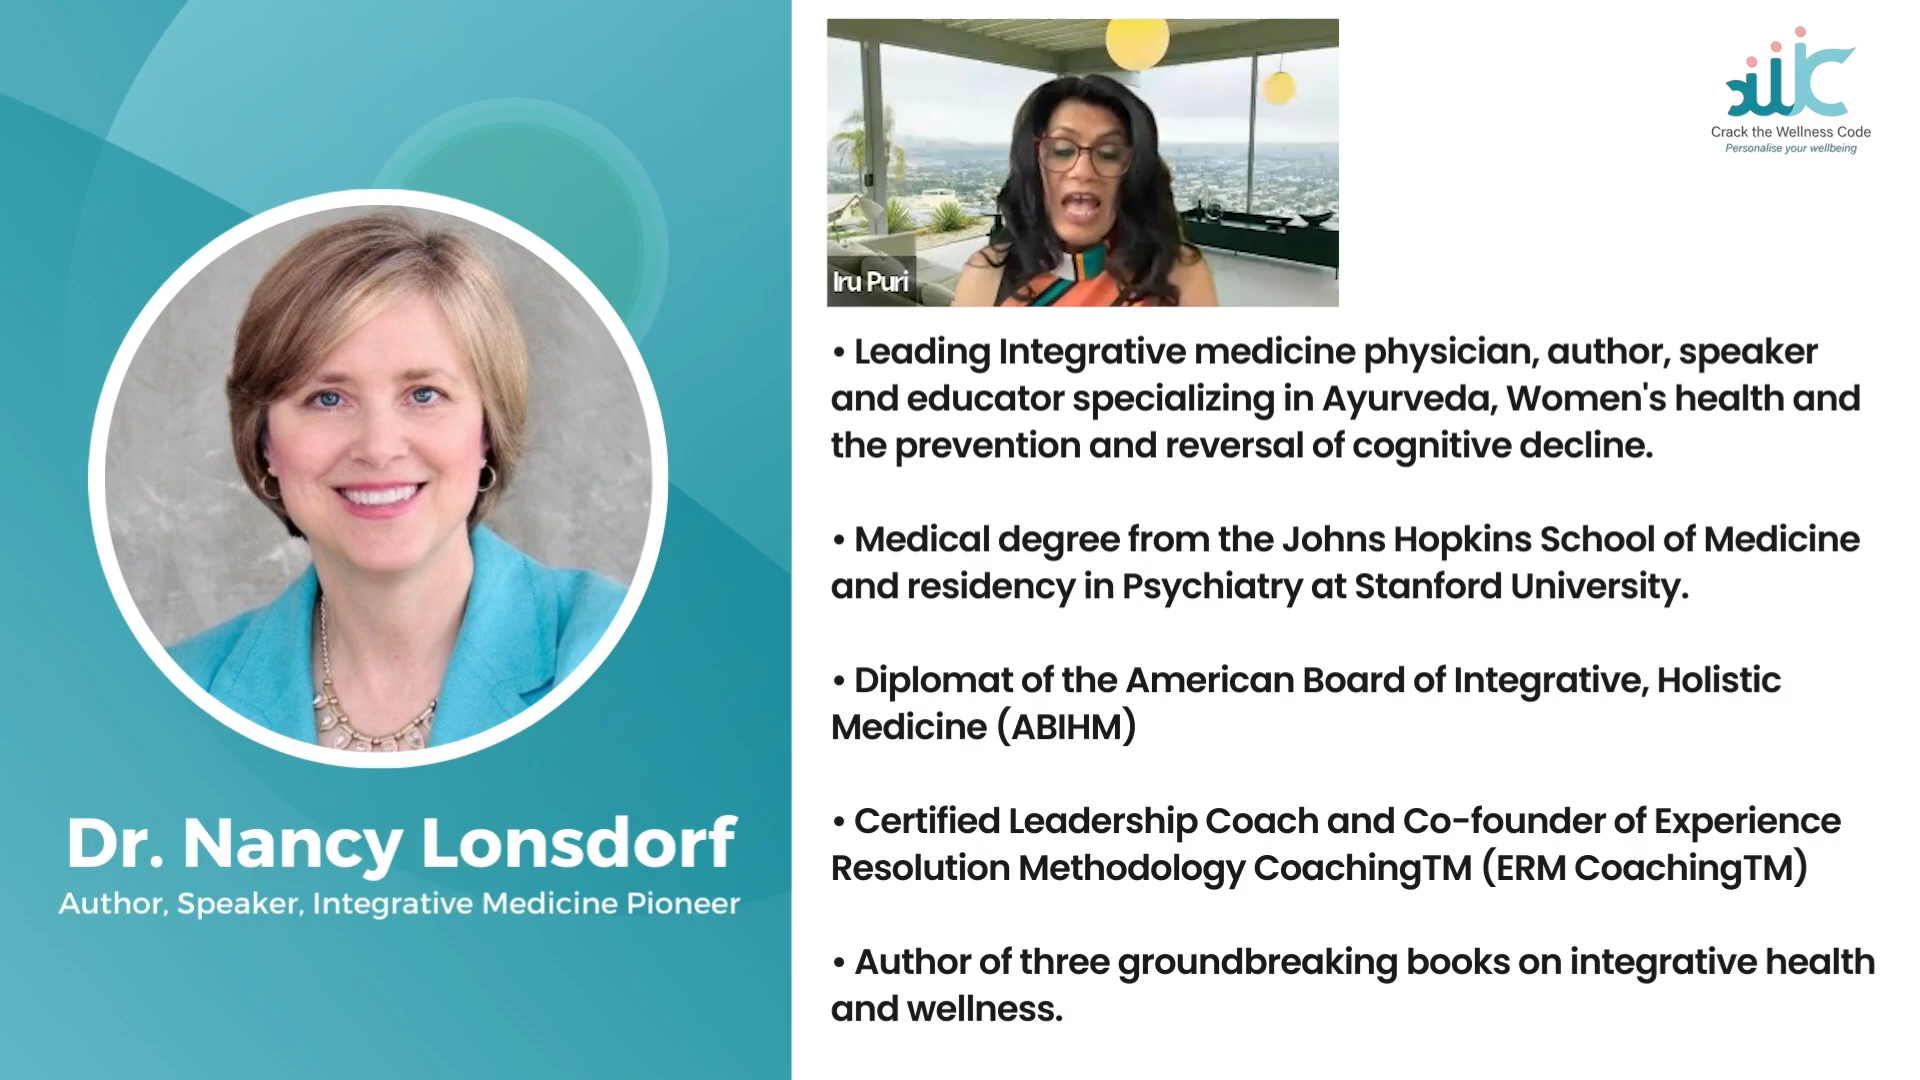 Crack the Wellness Code
Personalise your wellbeing
Iru Puri
• Leading Integrative medicine physician, author, speaker
and educator specializing in Ayurveda, Women's health and
the prevention and reversal of cognitive decline.
• Medical degree from the Johns Hopkins School of Medicine
and residency in Psychiatry at Stanford University.
• Diplomat of the American Board of Integrative, Holistic
Medicine (ABIHM)
• Certified Leadership Coach and Co-founder of Experience
Resolution Methodology CoachingTM (ERM CoachingTM)
• Author of three groundbreaking books on integrative health
and wellness.
Dr. Nancy Lonsdorf
Author, Speaker, Integrative Medicine Pioneer